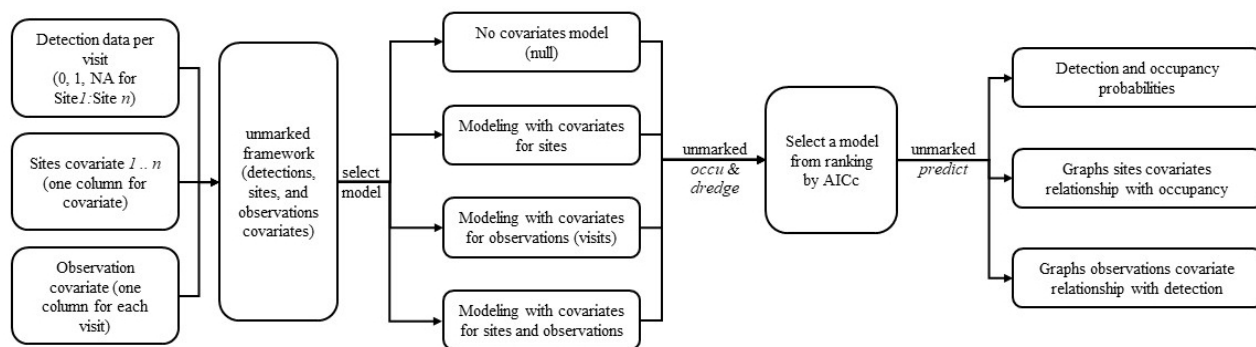 Detection data per
visit
(0, 1, NA for
Site1:Site n)
Sites covariate 1 .. n
(one column for
covariate)
Observation
covariate (one
column for each
visit)
unmarked
framework
(detections,
sites, and
observations
covariates)
select
model
No covariates model
(null)
Modeling with covariates
for sites
Modeling with covariates
for observations (visits)
Modeling with covariates
for sites and observations
unmarked
occu &
dredge
Select a model
from ranking
by AICc
unmarked
predict
Detection and occupancy
probabilities
Graphs sites covariates
relationship with occupancy
Graphs observations covariate
relationship with detection